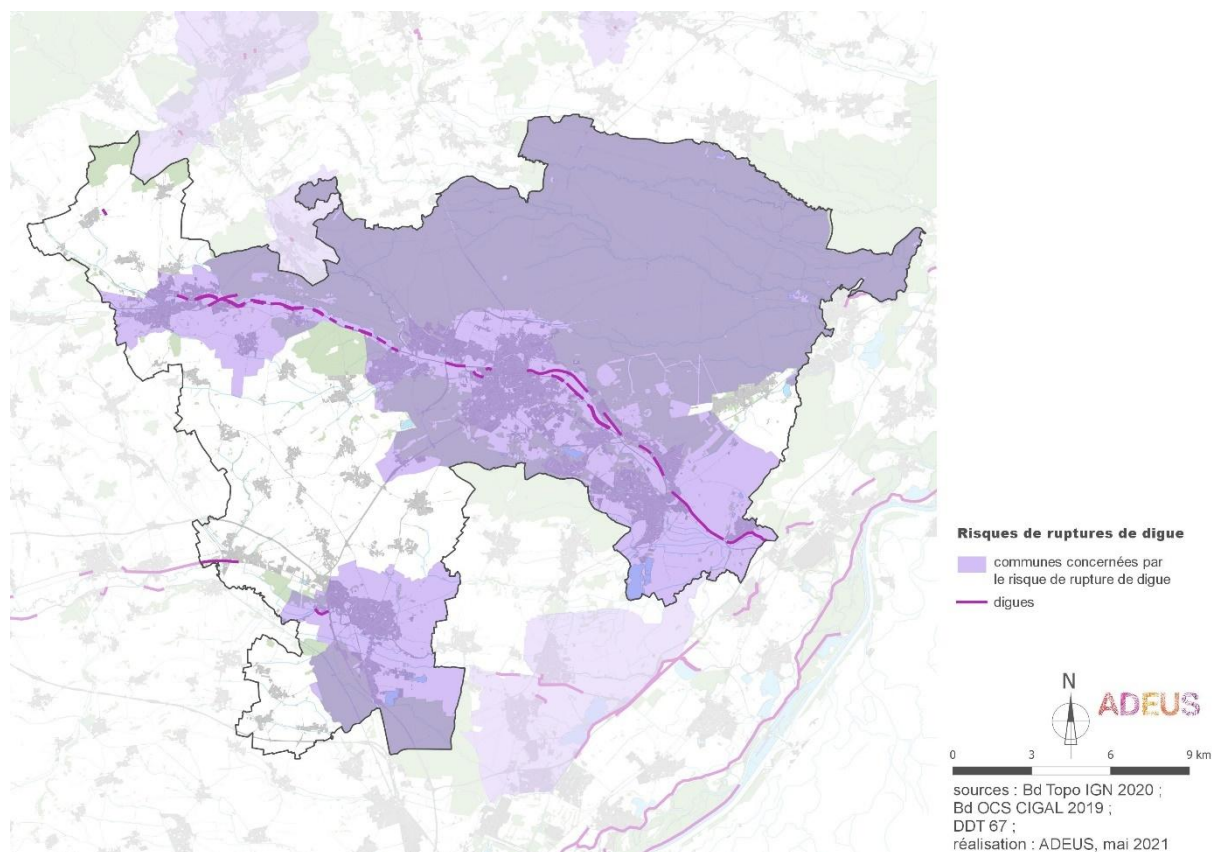 Risques de ruptures de digue
communes concernées par
le risque de rupture de digue
digues
N
ADEUS
0 3 6 9 km
sources : Bd Topo IGN 2020 ;
Bd OCS CIGAL 2019 ;
DDT 67 ;
réalisation : ADEUS, mai 2021